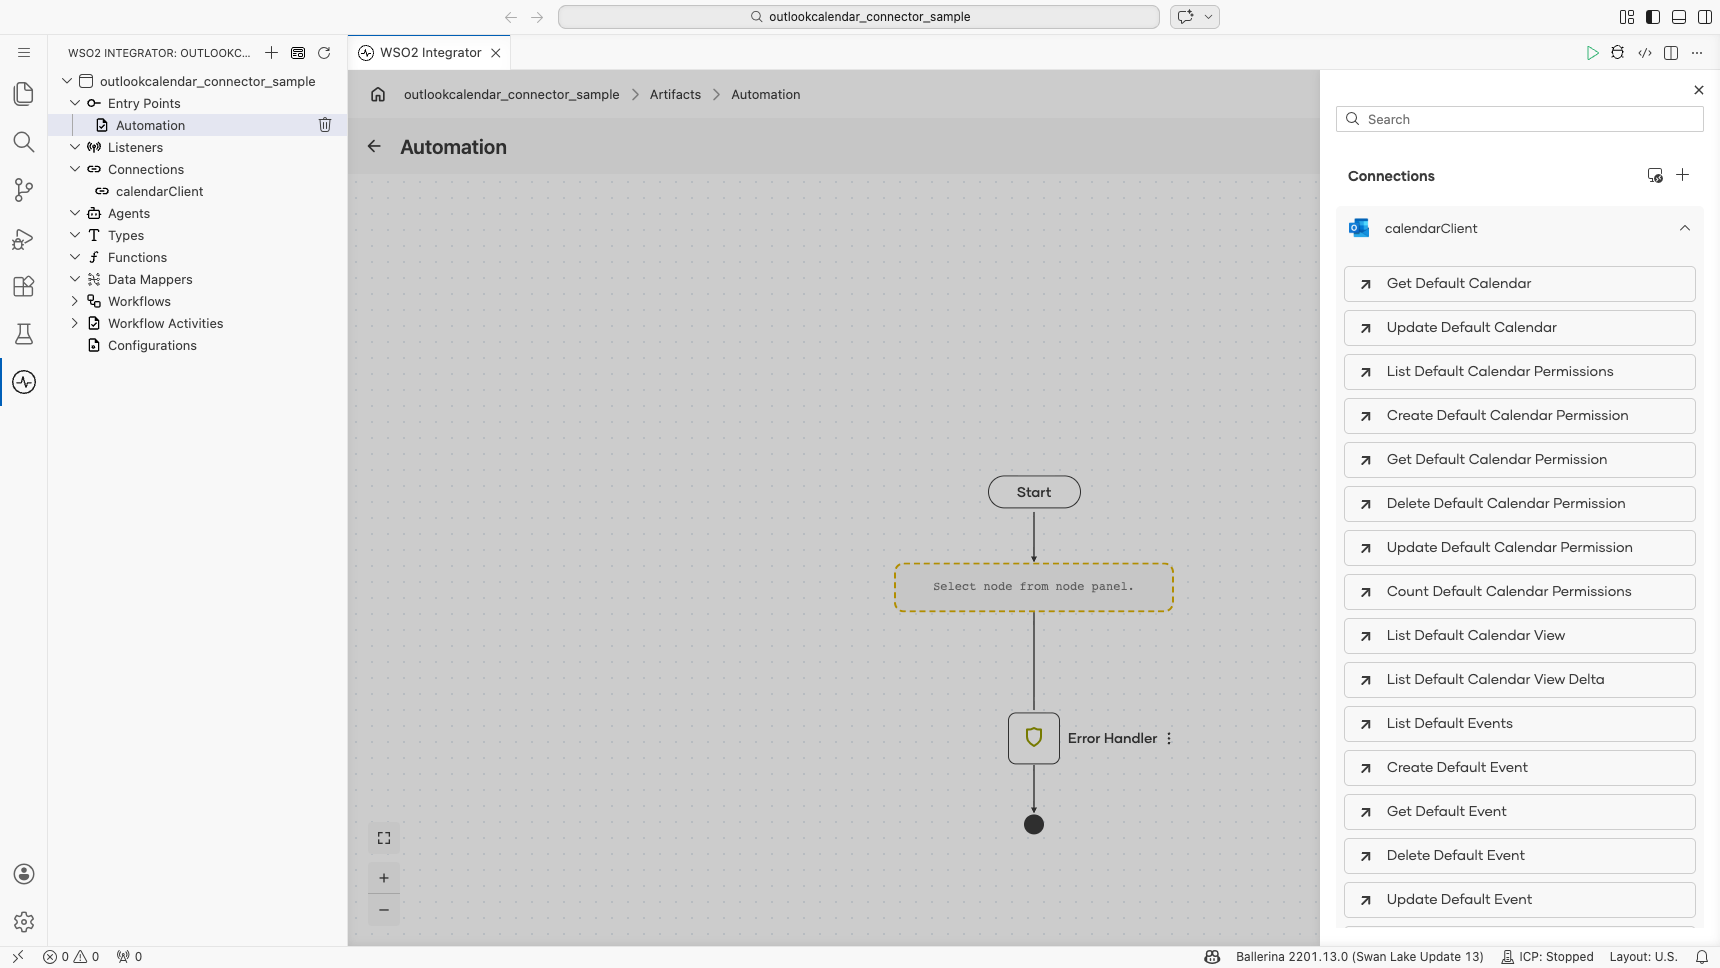 outlookcalendar_connector_sample
WSO2 INTEGRATOR: OUTLOOKC...
WSO2 Integrator
outlookcalendar_connector_sample
Entry Points
Automation
Listeners
Connections
calendarClient
Agents
Types
Functions
Data Mappers
Workflows
Workflow Activities
Configurations
outlookcalendar_connector_sample > Artifacts > Automation
Automation
Start
Select node from node panel.
Error Handler
Search
Connections
calendarClient
Get Default Calendar
Update Default Calendar
List Default Calendar Permissions
Create Default Calendar Permission
Get Default Calendar Permission
Delete Default Calendar Permission
Update Default Calendar Permission
Count Default Calendar Permissions
List Default Calendar View
List Default Calendar View Delta
List Default Events
Create Default Event
Get Default Event
Delete Default Event
Update Default Event
0 0 0
Ballerina 2201.13.0 (Swan Lake Update 13)
ICP: Stopped
Layout: U.S.